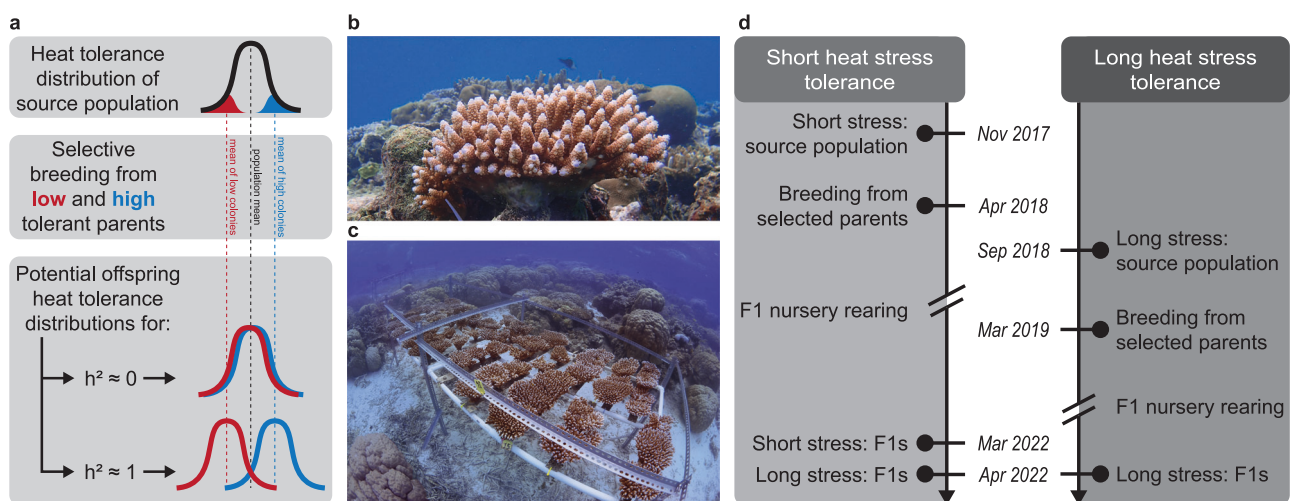 a
Heat tolerance
distribution of
source population
Selective
breeding from
low and high
tolerant parents
mean of low colonies
population mean
mean of high colonies
Potential offspring
heat tolerance
distributions for:
h² ≈ 0
h² ≈ 1
b
c
d
Short heat stress
tolerance
Long heat stress
tolerance
Short stress:
source population
Nov 2017
Breeding from
selected parents
Apr 2018
Sep 2018
Long stress:
source population
F1 nursery rearing
Mar 2019
Breeding from
selected parents
F1 nursery rearing
Short stress: F1s
Mar 2022
Long stress: F1s
Apr 2022
Long stress: F1s